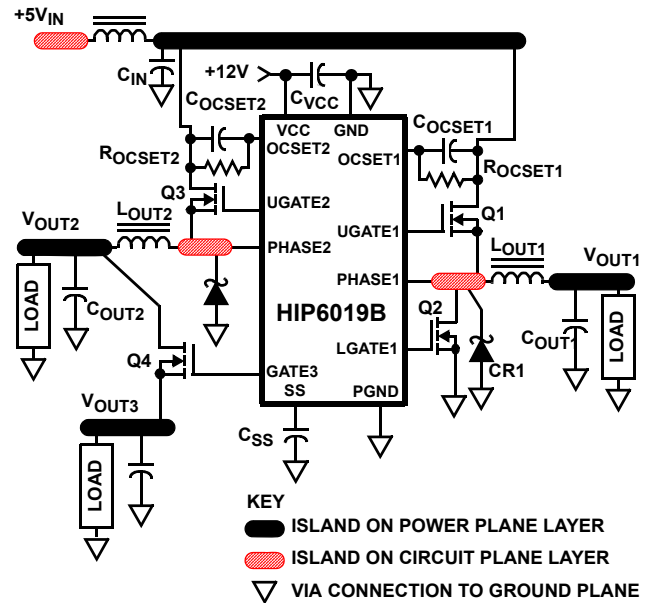 +5VIN
CIN
+12V
CVCC
COCSET2
VCC
GND
COCSET1
OCSET2
OCSET1
ROCSET2
ROCSET1
Q3
UGATE2
Q1
UGATE1
VOUT2
LOUT2
PHASE2
LOUT1
VOUT1
PHASE1
LOAD
COUT2
HIP6019B
Q2
COUT1
LOAD
LGATE1
Q4
CR1
GATE3
SS
PGND
VOUT3
CSS
LOAD
KEY
ISLAND ON POWER PLANE LAYER
ISLAND ON CIRCUIT PLANE LAYER
VIA CONNECTION TO GROUND PLANE